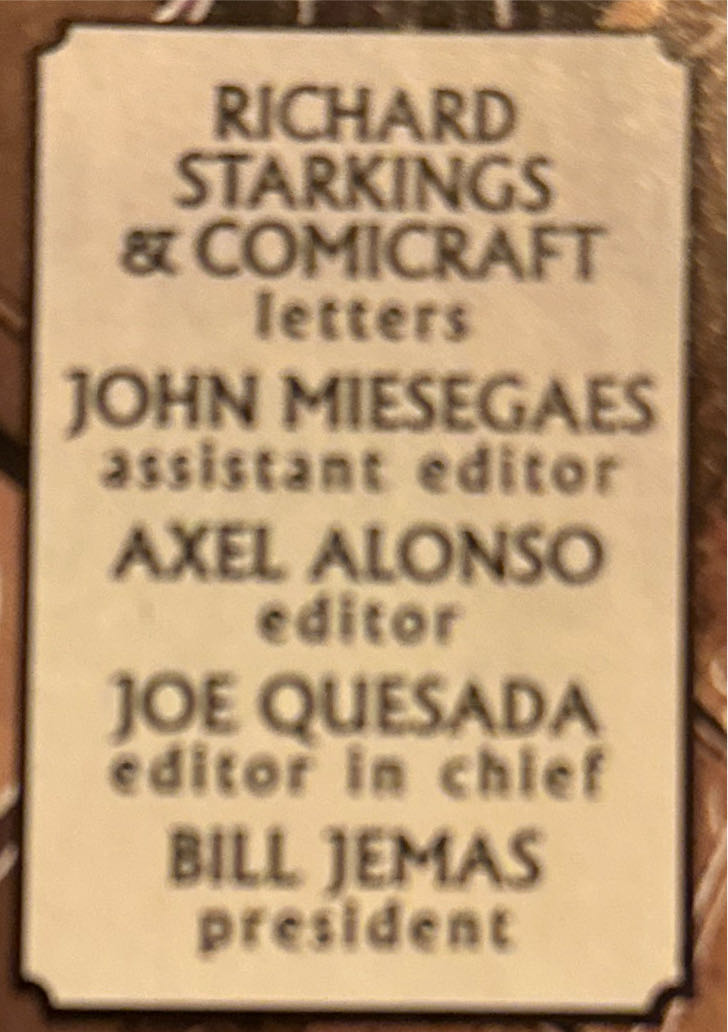 RICHARD
STARKINGS
& COMICRAFT
letters
JOHN MIESEGAES
assistant editor
AXEL ALONSO
editor
JOE QUESADA
editor in chief
BILL JEMAS
president